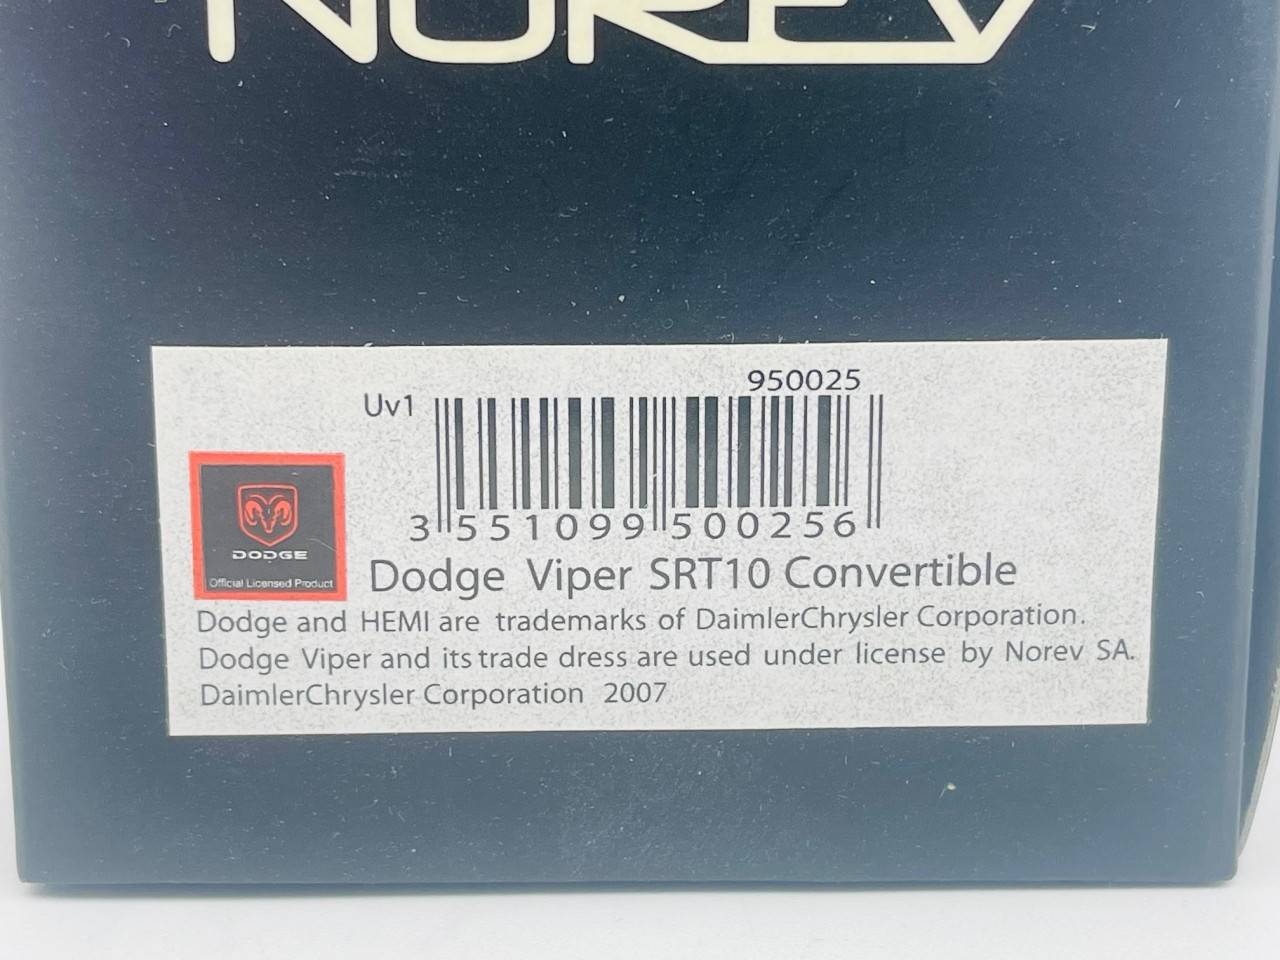 NOREV
950025
Uv1
3 551099 500256
DODGE
Official Licensed Product
Dodge Viper SRT10 Convertible
Dodge and HEMI are trademarks of DaimlerChrysler Corporation.
Dodge Viper and its trade dress are used under license by Norev SA.
DaimlerChrysler Corporation 2007